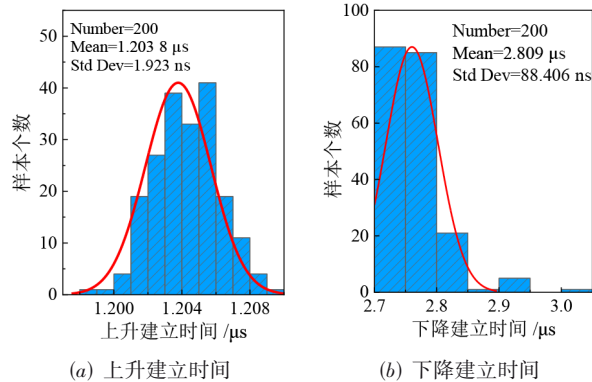 Number=200
Mean=1.203 8 μs
Std Dev=1.923 ns
样本个数
50
40
30
20
10
0
1.200
1.204
1.208
上升建立时间 /μs
(a) 上升建立时间
Number=200
Mean=2.809 μs
Std Dev=88.406 ns
样本个数
100
80
60
40
20
0
2.7
2.8
2.9
3.0
下降建立时间 /μs
(b) 下降建立时间